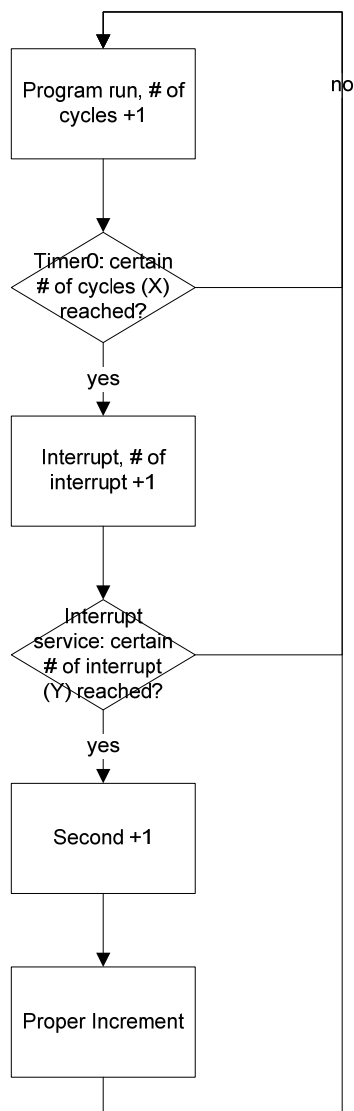 Program run, # of
cycles +1
no
Timer0: certain
# of cycles (X)
reached?
yes
Interrupt, # of
interrupt +1
Interrupt
service: certain
# of interrupt
(Y) reached?
yes
Second +1
Proper Increment